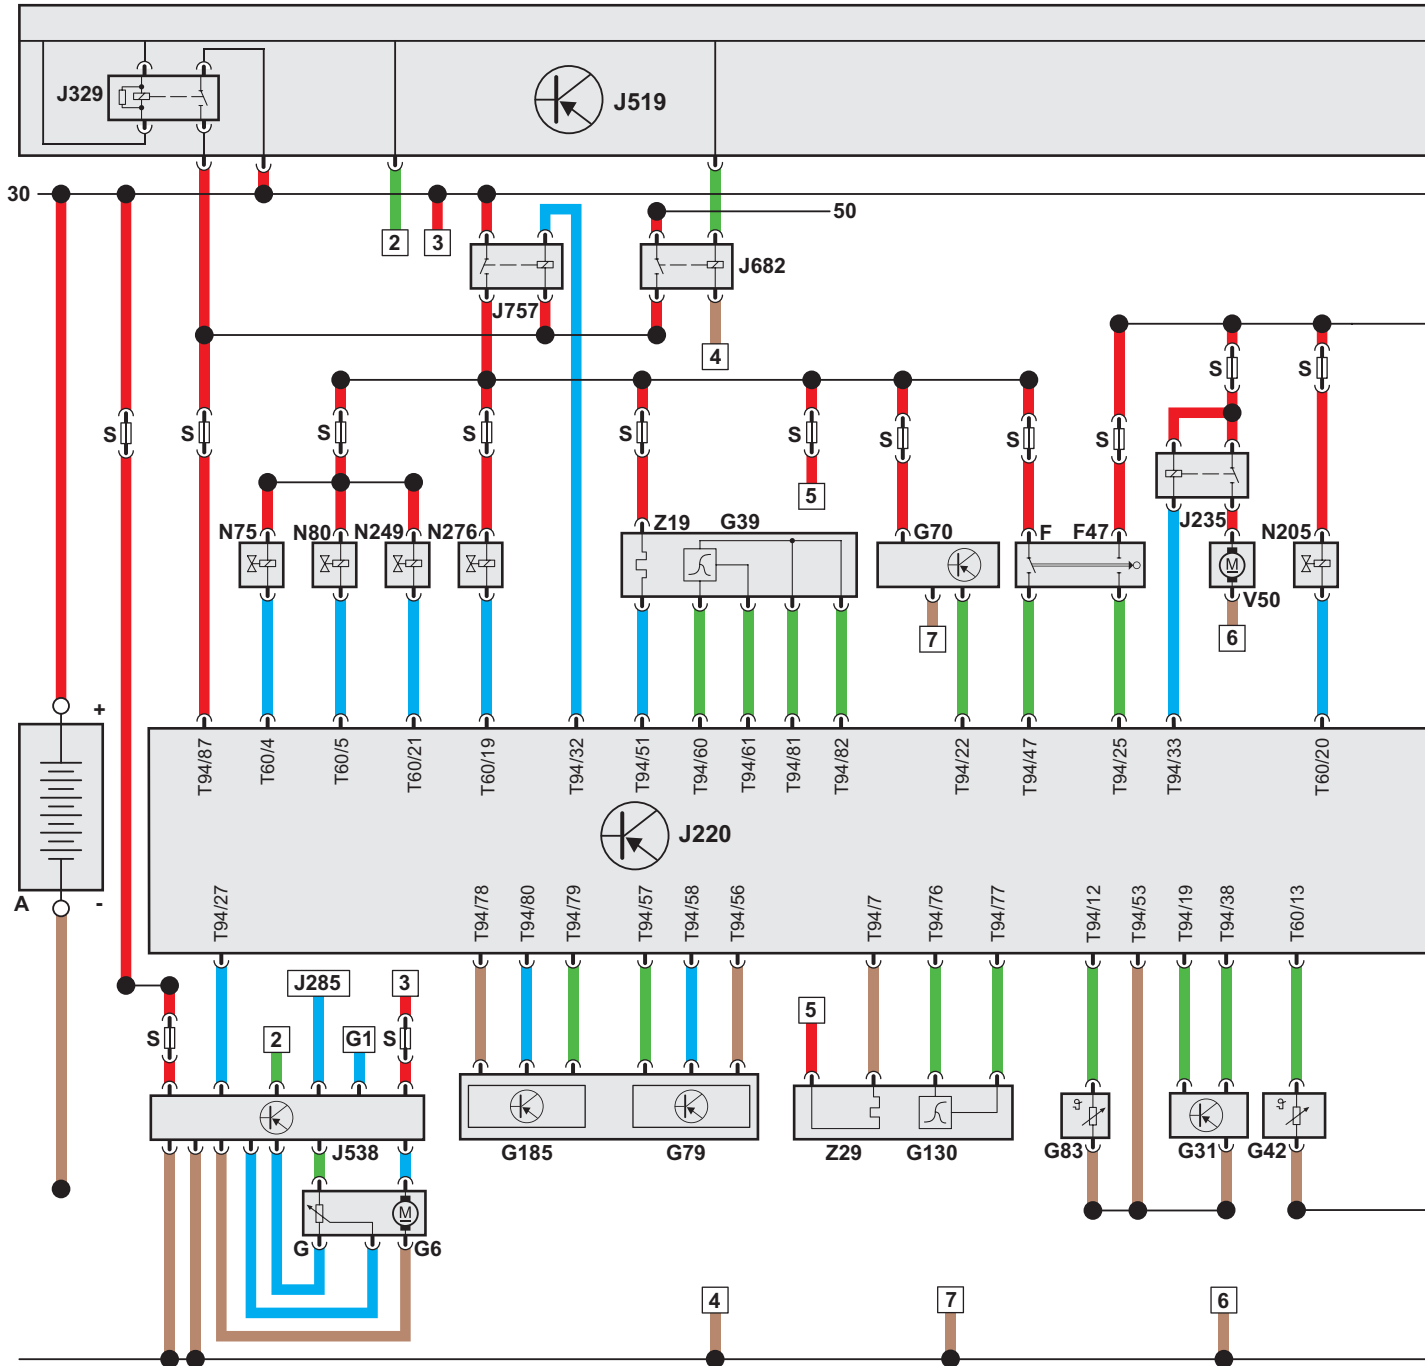 J329
J519
30
50
2
3
J682
J757
4
S
S
S
S
S
S
S
S
S
S
S
5
N75
N80
N249
N276
Z19
G39
G70
F
F47
J235
N205
V50
7
6
+
A
-
T94/87
T60/4
T60/5
T60/21
T60/19
T94/32
T94/51
T94/60
T94/61
T94/81
T94/82
T94/22
T94/47
T94/25
T94/33
T60/20
J220
T94/27
T94/78
T94/80
T94/79
T94/57
T94/58
T94/56
T94/7
T94/76
T94/77
T94/12
T94/53
T94/19
T94/38
T60/13
J285
3
S
2
G1
S
5
J538
G185
G79
Z29
G130
G83
G31
G42
ϑ
ϑ
M
M
G
G6
4
7
6